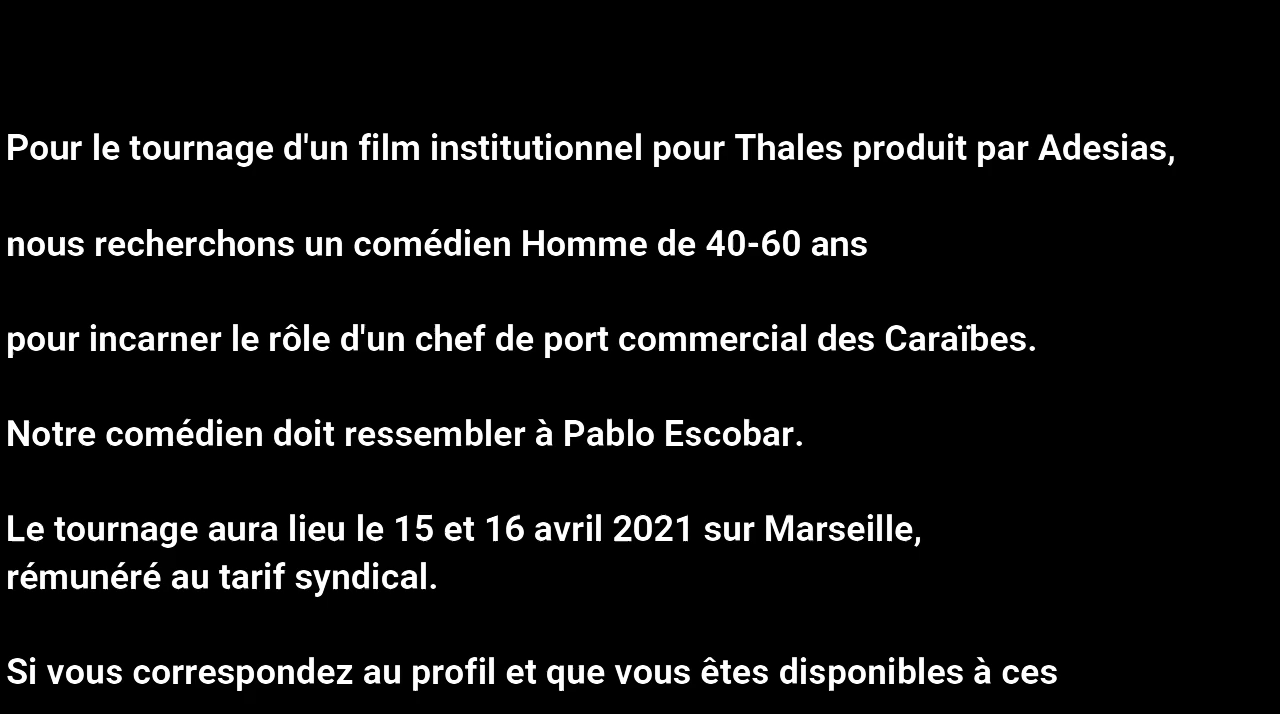 Pour le tournage d'un film institutionnel pour Thales produit par Adesias,
nous recherchons un comédien Homme de 40-60 ans
pour incarner le rôle d'un chef de port commercial des Caraïbes.
Notre comédien doit ressembler à Pablo Escobar.
Le tournage aura lieu le 15 et 16 avril 2021 sur Marseille,
rémunéré au tarif syndical.
Si vous correspondez au profil et que vous êtes disponibles à ces